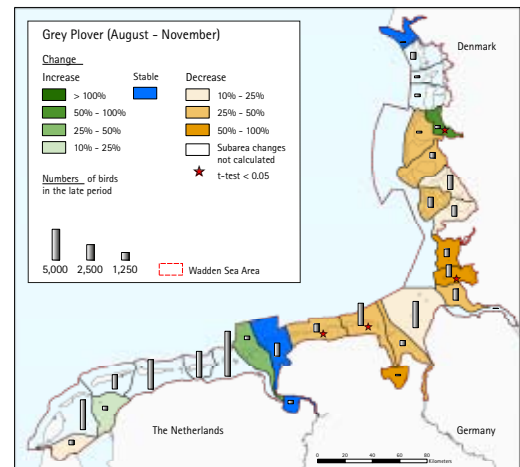 Grey Plover (August - November)
Denmark
Change
Increase
Stable
Decrease
> 100%
10% - 25%
50% - 100%
25% - 50%
25% - 50%
50% - 100%
10% - 25%
Subarea changes
not calculated
t-test < 0.05
Numbers of birds
in the late period
5,000
2,500
1,250
Wadden Sea Area
The Netherlands
Germany
0
20
40
60
80
Kilometers